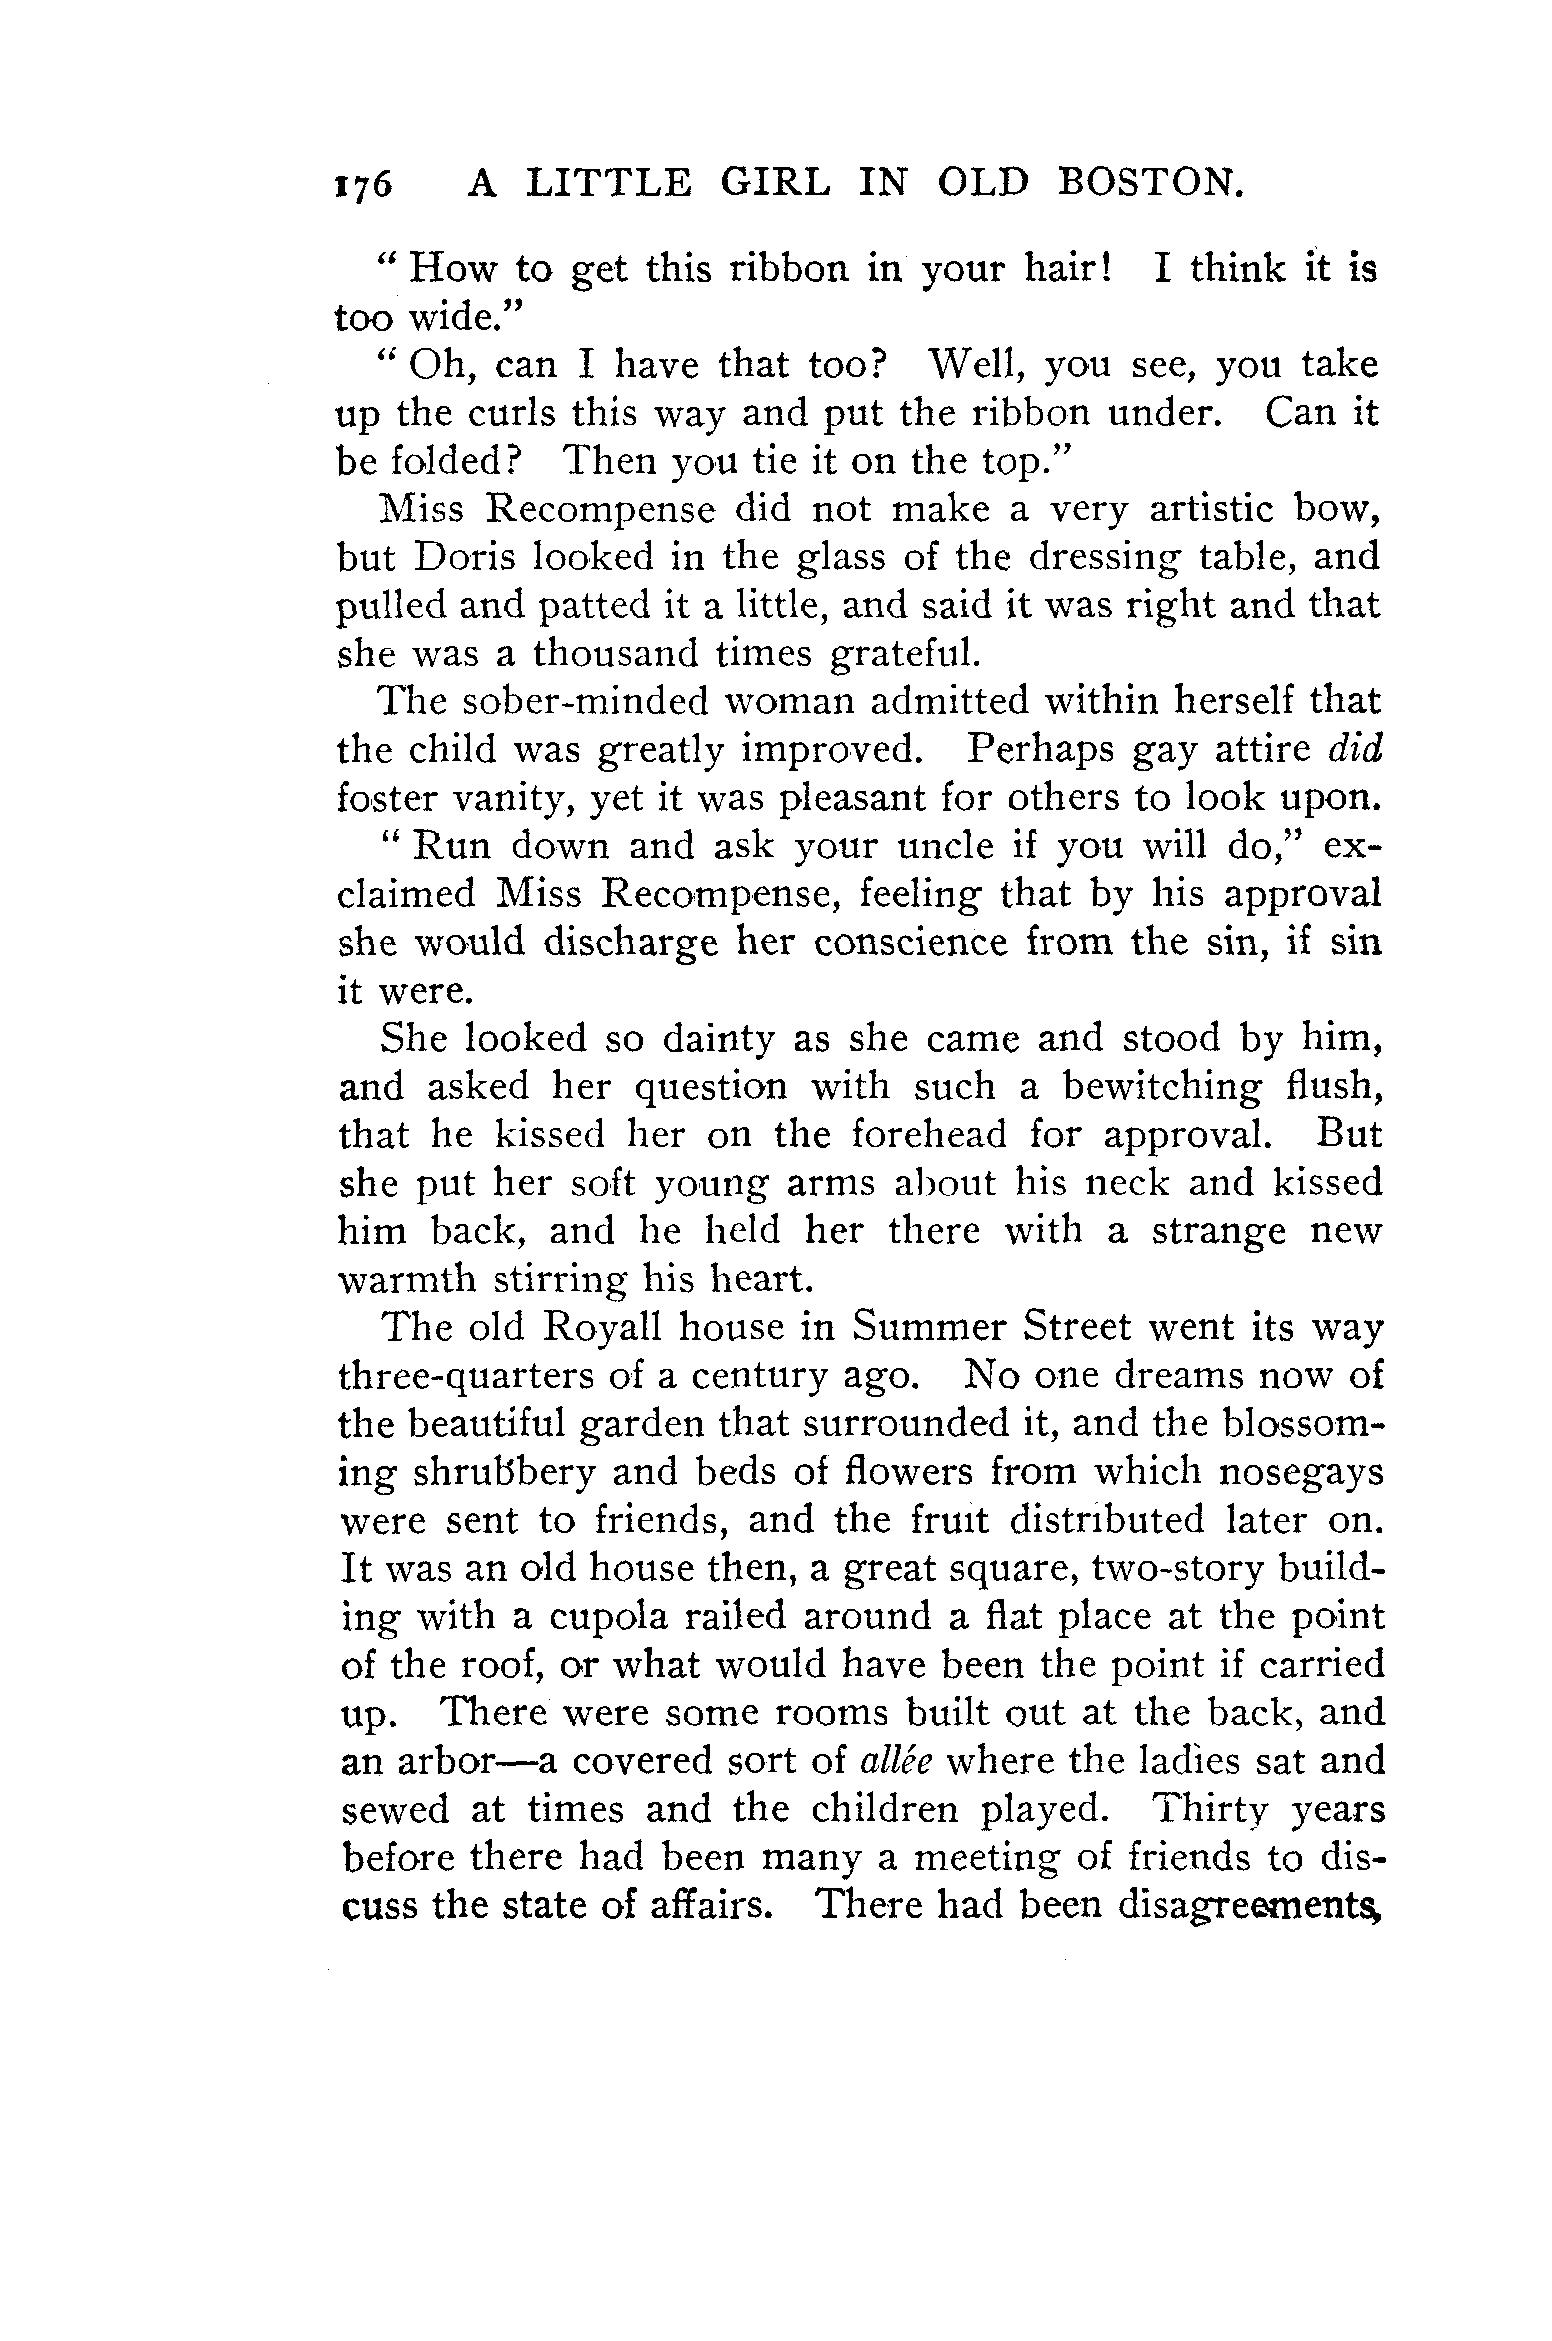 176 A LITTLE GIRL IN OLD BOSTON.
“ How to get this ribbon in your hair! I think it is
too wide.”
“ Oh, can I have that too? Well, you see, you take
up the curls this way and put the ribbon under. Can it
be folded? Then you tie it on the top.”
Miss Recompense did not make a very artistic bow,
but Doris looked in the glass of the dressing table, and
pulled and patted it a little, and said it was right and that
she was a thousand times grateful.
The sober-minded woman admitted within herself that
the child was greatly improved. Perhaps gay attire did
foster vanity, yet it was pleasant for others to look upon.
“ Run down and ask your uncle if you will do,” ex-
claimed Miss Recompense, feeling that by his approval
she would discharge her conscience from the sin, if sin
it were.
She looked so dainty as she came and stood by him,
and asked her question with such a bewitching flush,
that he kissed her on the forehead for approval. But
she put her soft young arms about his neck and kissed
him back, and he held her there with a strange new
warmth stirring his heart.
The old Royall house in Summer Street went its way
three-quarters of a century ago. No one dreams now of
the beautiful garden that surrounded it, and the blossom-
ing shrubbery and beds of flowers from which nosegays
were sent to friends, and the fruit distributed later on.
It was an old house then, a great square, two-story build-
ing with a cupola railed around a flat place at the point
of the roof, or what would have been the point if carried
up. There were some rooms built out at the back, and
an arbor—a covered sort of allée where the ladies sat and
sewed at times and the children played. Thirty years
before there had been many a meeting of friends to dis-
cuss the state of affairs. There had been disagreements,